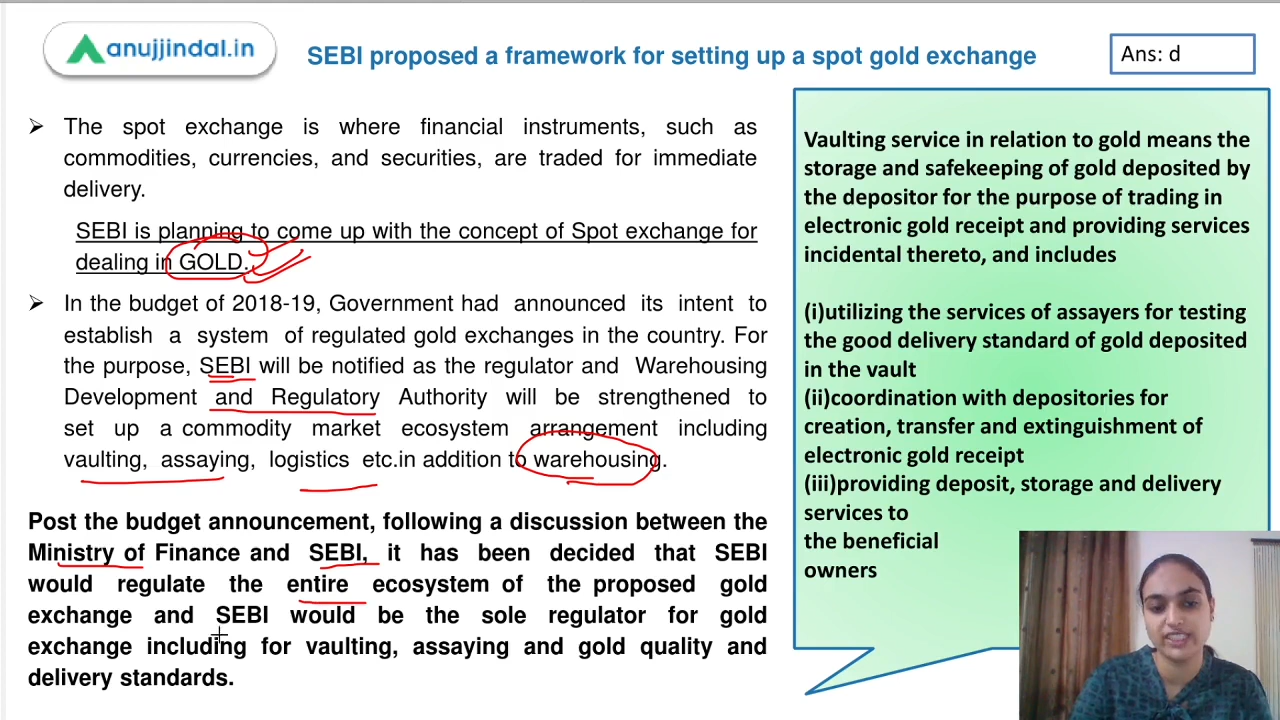 anujjindal.in
SEBI proposed a framework for setting up a spot gold exchange
Ans: d
The spot exchange is where financial instruments, such as
commodities, currencies, and securities, are traded for immediate
delivery.
SEBI is planning to come up with the concept of Spot exchange for
dealing in GOLD.
In the budget of 2018-19, Government had announced its intent to
establish a system of regulated gold exchanges in the country. For
the purpose, SEBI will be notified as the regulator and Warehousing
Development and Regulatory Authority will be strengthened to
set up a commodity market ecosystem arrangement including
vaulting, assaying, logistics etc.in addition to warehousing.
Post the budget announcement, following a discussion between the
Ministry of Finance and SEBI, it has been decided that SEBI
would regulate the entire ecosystem of the proposed gold
exchange and SEBI would be the sole regulator for gold
exchange including for vaulting, assaying and gold quality and
delivery standards.
Vaulting service in relation to gold means the
storage and safekeeping of gold deposited by
the depositor for the purpose of trading in
electronic gold receipt and providing services
incidental thereto, and includes
(i)utilizing the services of assayers for testing
the good delivery standard of gold deposited
in the vault
(ii)coordination with depositories for
creation, transfer and extinguishment of
electronic gold receipt
(iii)providing deposit, storage and delivery
services to
the beneficial
owners